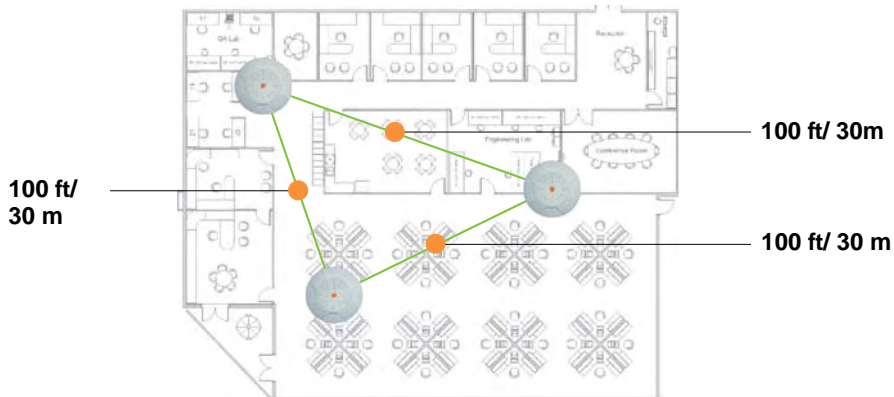 QA Lab
Reception
100 ft/ 30m
Engineering Lab
Conference Room
100 ft/
30 m
100 ft/ 30 m